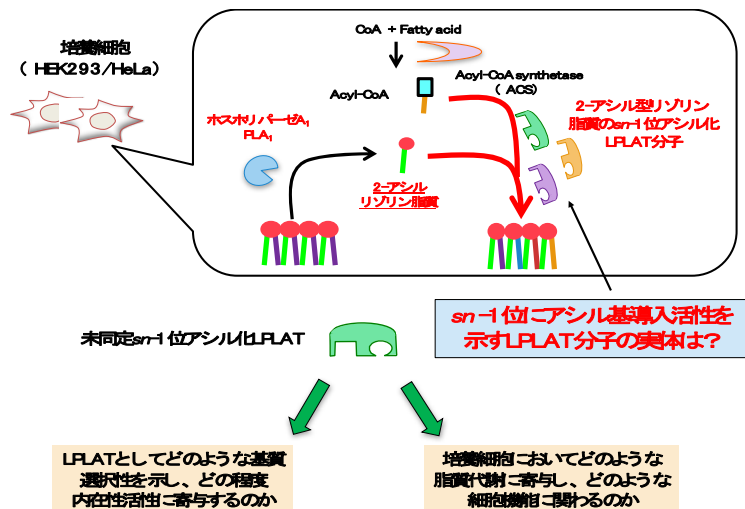 CoA + Fatty acid
培養細胞
（ HEK293/HeLa）
Acyl-CoA
Acyl-CoA synthetase
（ ACS）
ホスホリパーゼA₁
PLA₁
2-アシル型リゾリン
脂質のsn-1位アシル化
LPLAT分子
2-アシル
リゾリン脂質
sn-1位にアシル基導入活性を
示すLPLAT分子の実体は？
未同定sn-1位アシル化LPLAT
LPLATとしてどのような基質
選択性を示し、どの程度
内在性活性に寄与するのか
培養細胞においてどのような
脂質代謝に寄与し、どのような
細胞機能に関わるのか